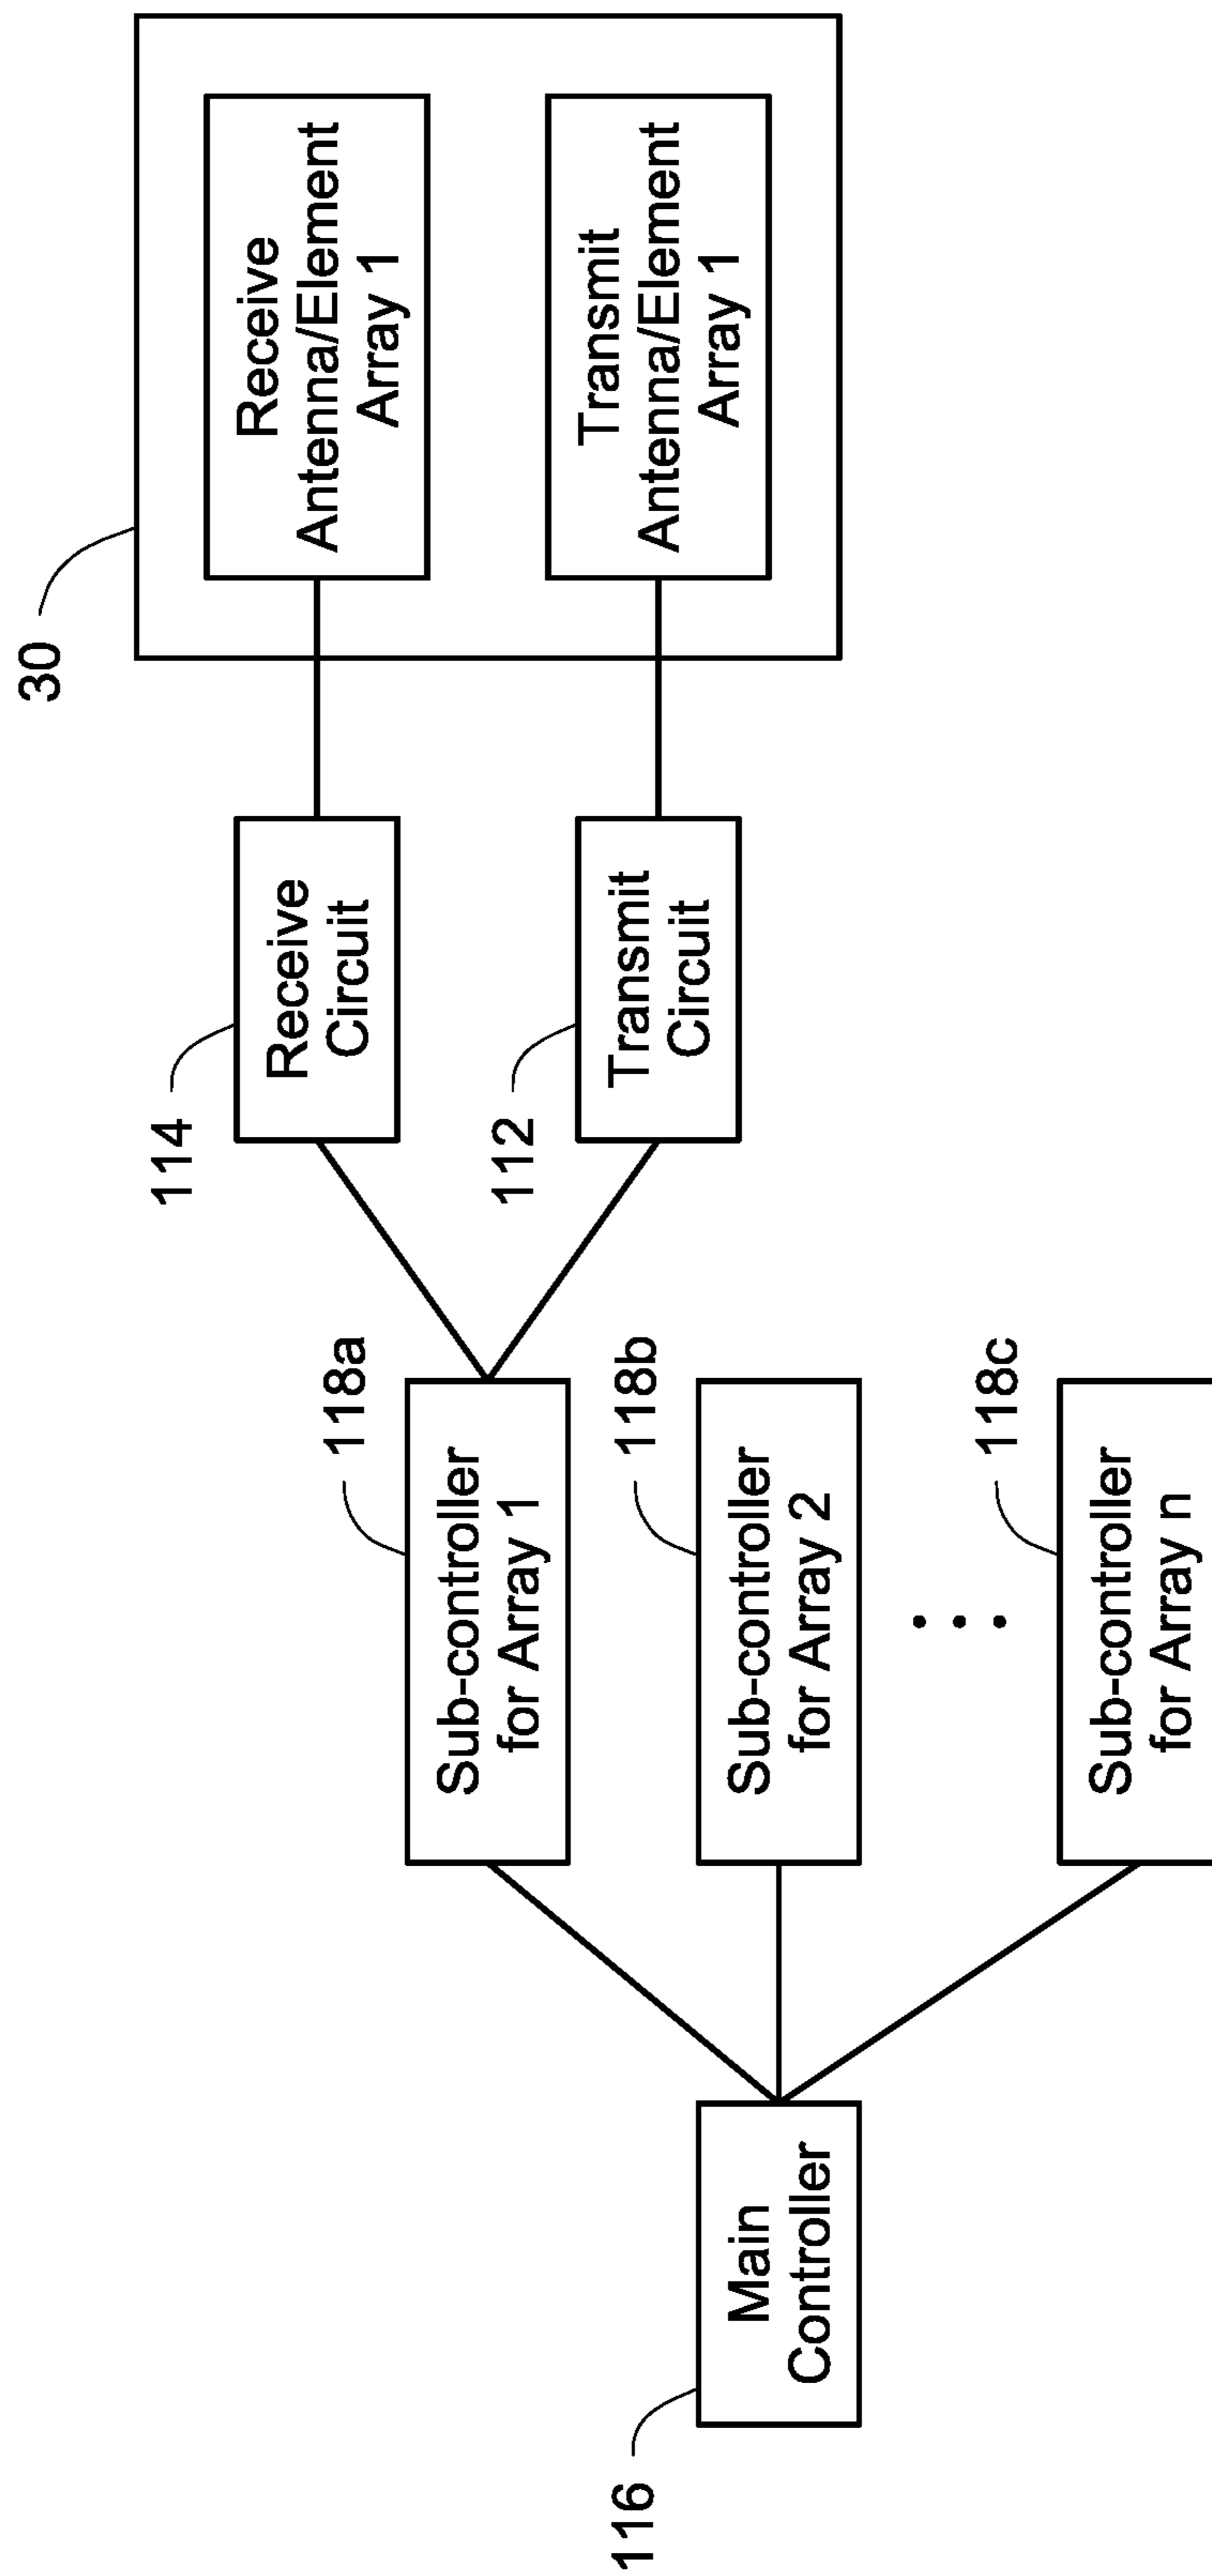 116
Main
Controller
118a
Sub-controller
for Array 1
118b
Sub-controller
for Array 2
118c
Sub-controller
for Array n
114
Receive
Circuit
112
Transmit
Circuit
30
Receive
Antenna/Element
Array 1
Transmit
Antenna/Element
Array 1